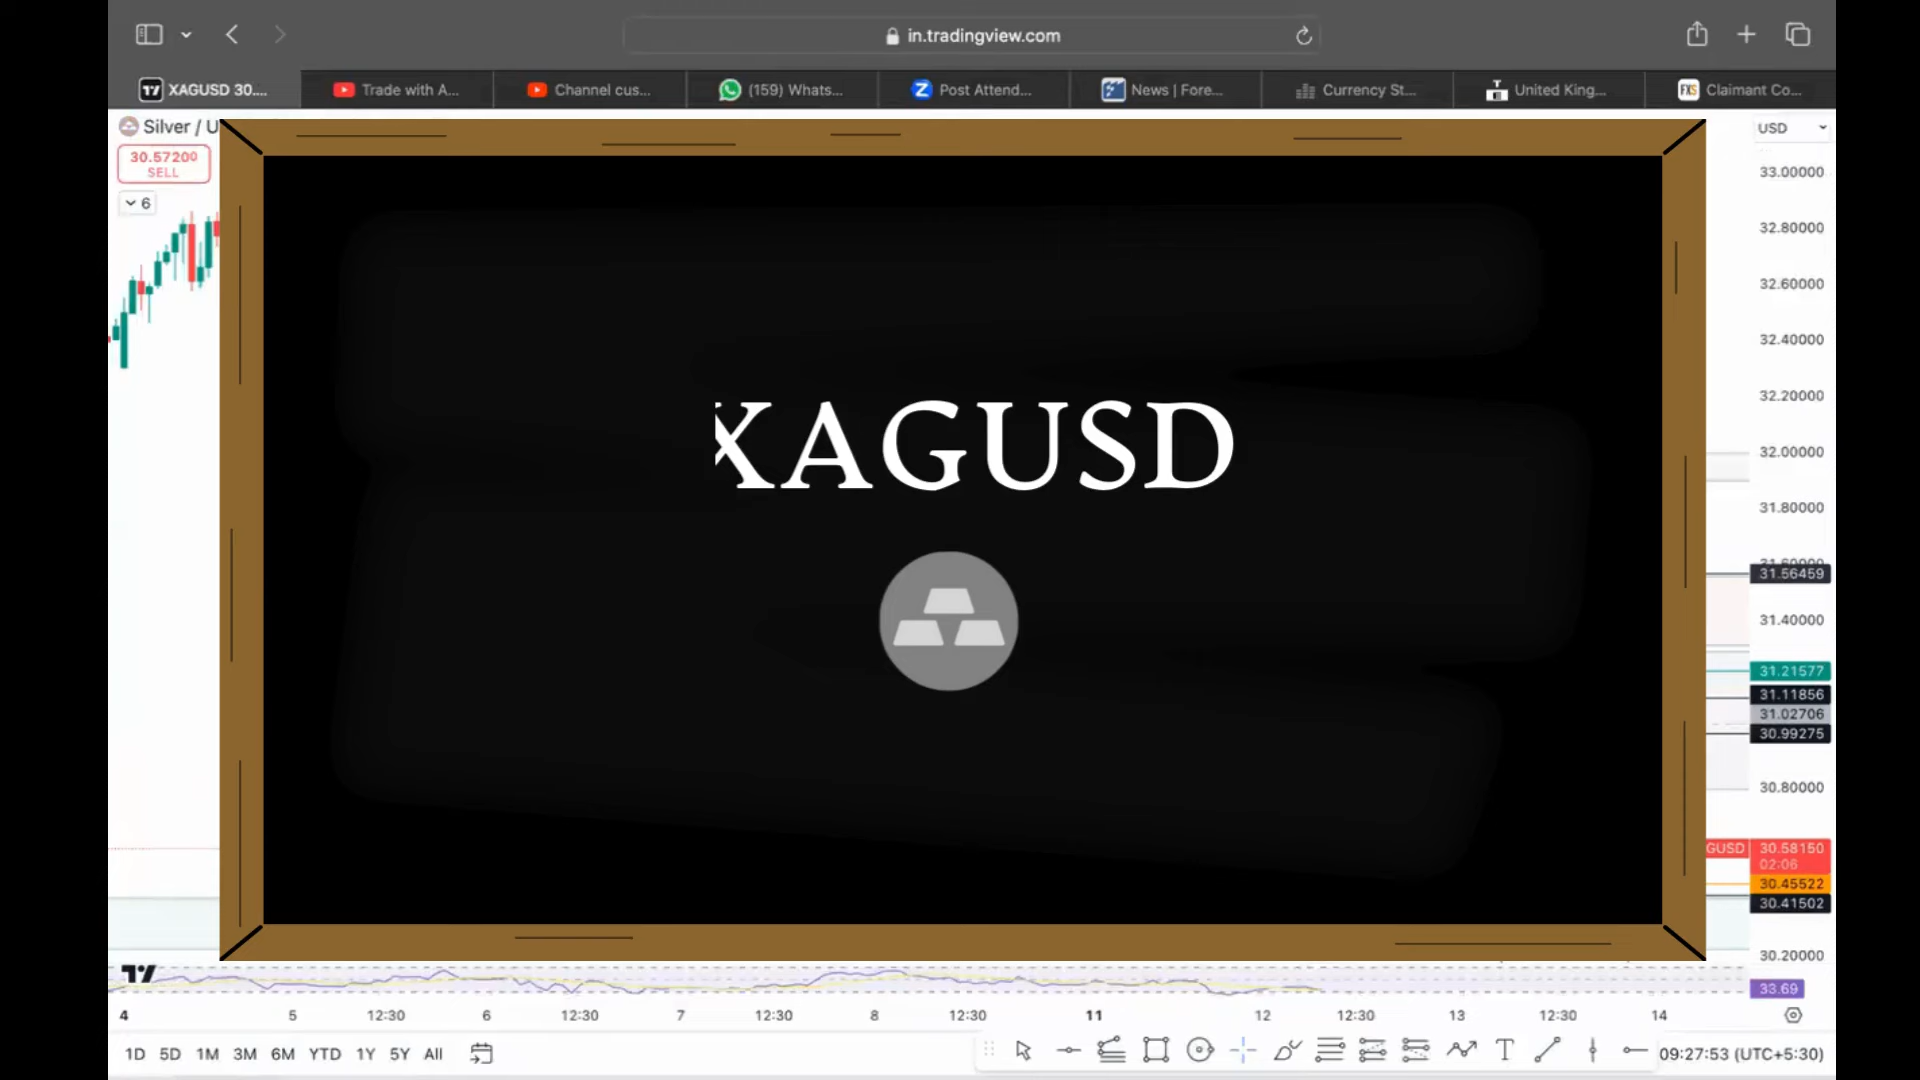 in.tradingview.com
XAGUSD 30....
Trade with A...
Channel cus...
(159) Whats...
Post Attend...
News | Fore...
Currency St...
United King...
Claimant Co...
Silver / U
USD
30.57200
SELL
6
33.00000
32.80000
32.60000
32.40000
32.20000
32.00000
31.80000
31.56459
31.40000
31.21577
31.11856
31.02706
30.99275
30.80000
GUSD 30.58150
02:06
30.45522
30.41502
30.20000
33.69
XAGUSD
4 5 12:30 6 12:30 7 12:30 8 12:30 11 12 12:30 13 12:30 14
1D 5D 1M 3M 6M YTD 1Y 5Y All
09:27:53 (UTC+5:30)